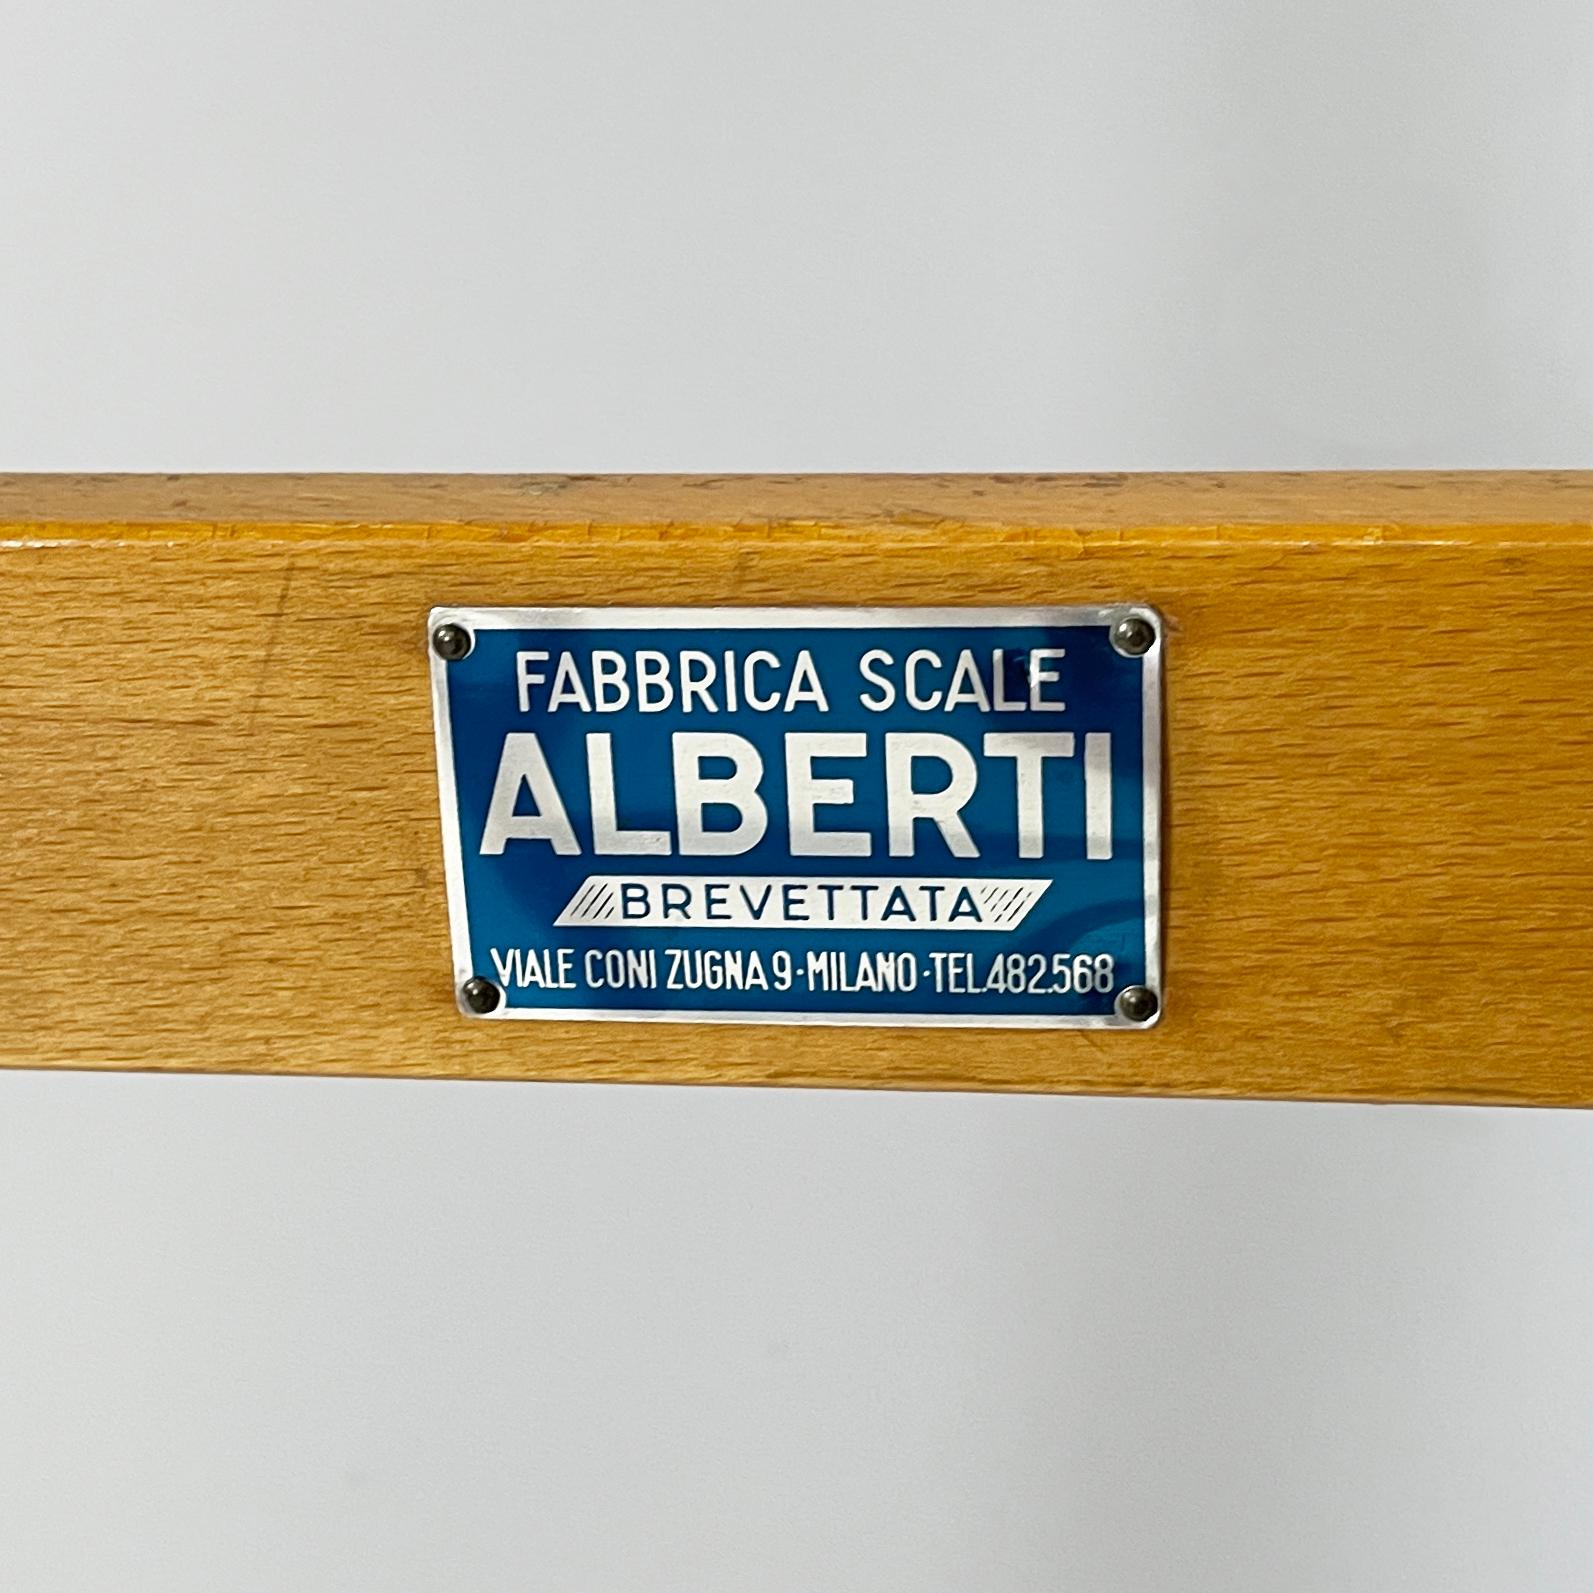 FABBRICA SCALE
ALBERTI
BREVETTATA
VIALE CONI ZUGNA 9·MILANO·TEL.482.568